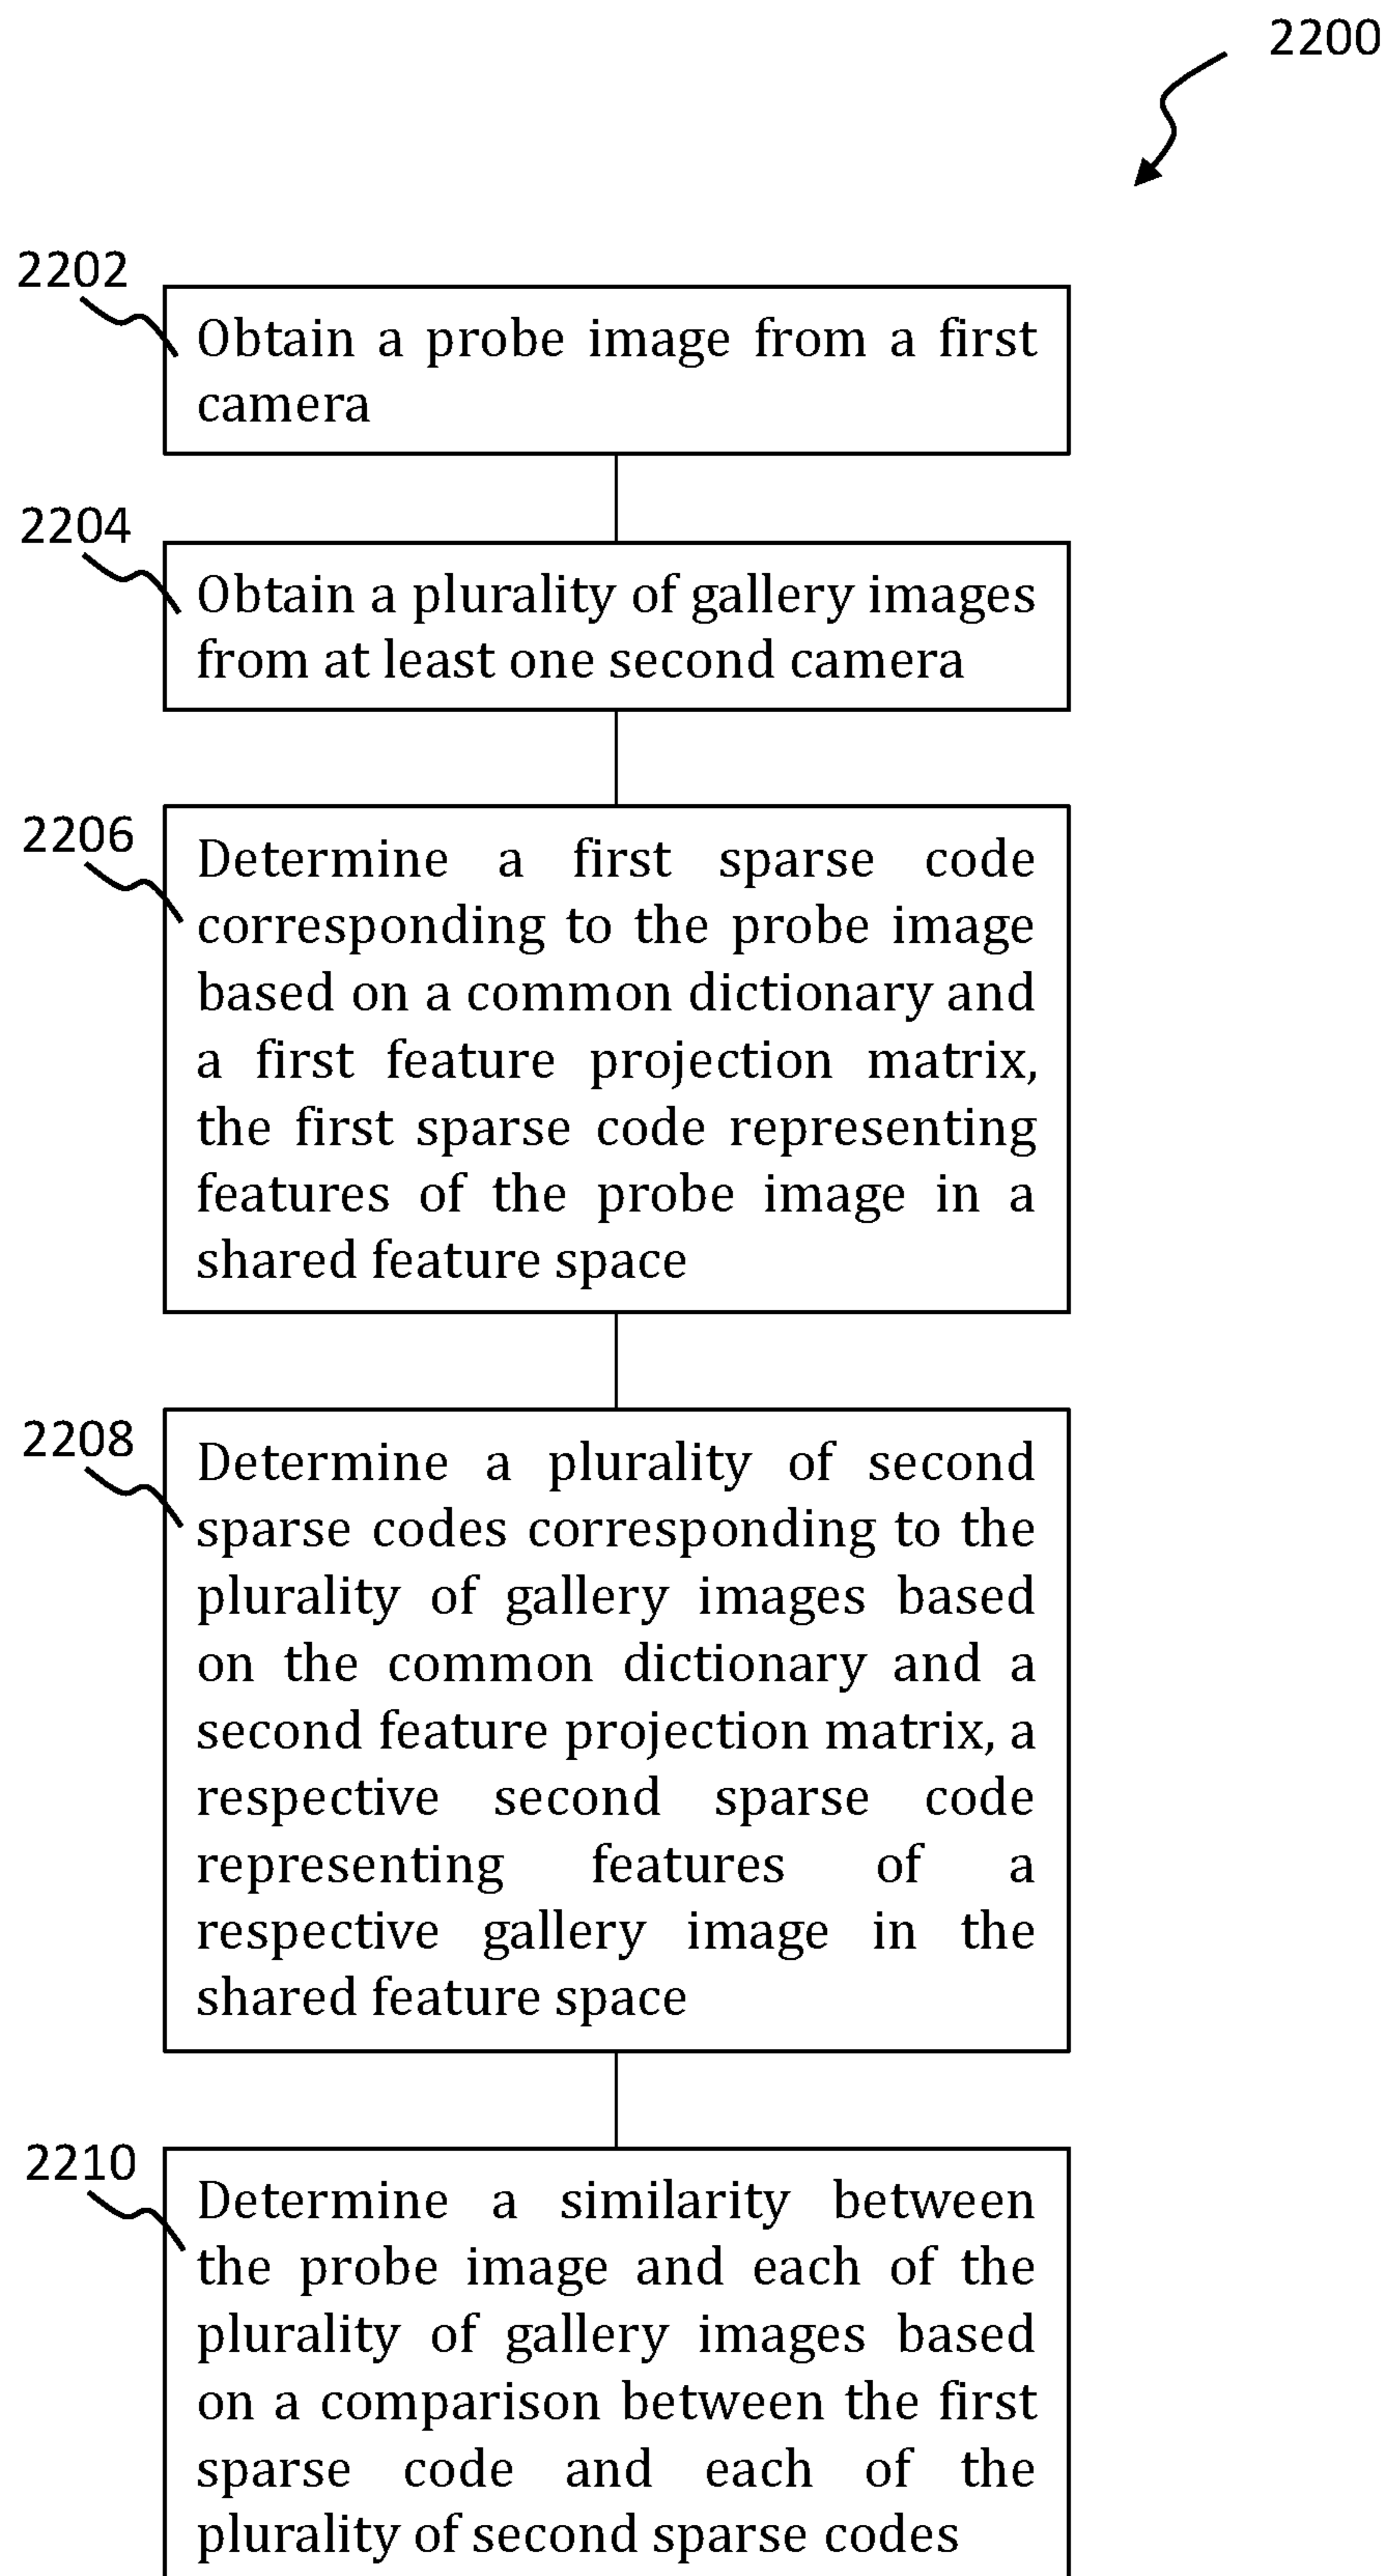 2200
2202
Obtain a probe image from a first
camera
2204
Obtain a plurality of gallery images
from at least one second camera
2206
Determine a first sparse code
corresponding to the probe image
based on a common dictionary and
a first feature projection matrix,
the first sparse code representing
features of the probe image in a
shared feature space
2208
Determine a plurality of second
sparse codes corresponding to the
plurality of gallery images based
on the common dictionary and a
second feature projection matrix, a
respective second sparse code
representing features of a
respective gallery image in the
shared feature space
2210
Determine a similarity between
the probe image and each of the
plurality of gallery images based
on a comparison between the first
sparse code and each of the
plurality of second sparse codes